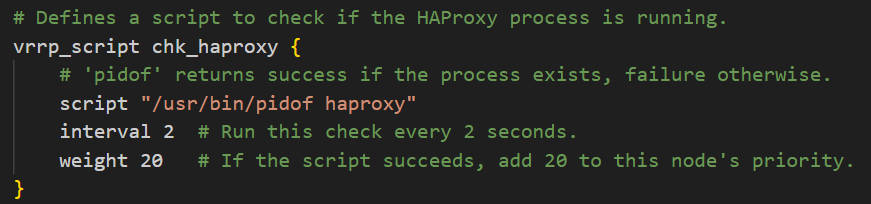 # Defines a script to check if the HAProxy process is running.
vrrp_script chk_haproxy {
    # 'pidof' returns success if the process exists, failure otherwise.
    script "/usr/bin/pidof haproxy"
    interval 2  # Run this check every 2 seconds.
    weight 20   # If the script succeeds, add 20 to this node's priority.
}